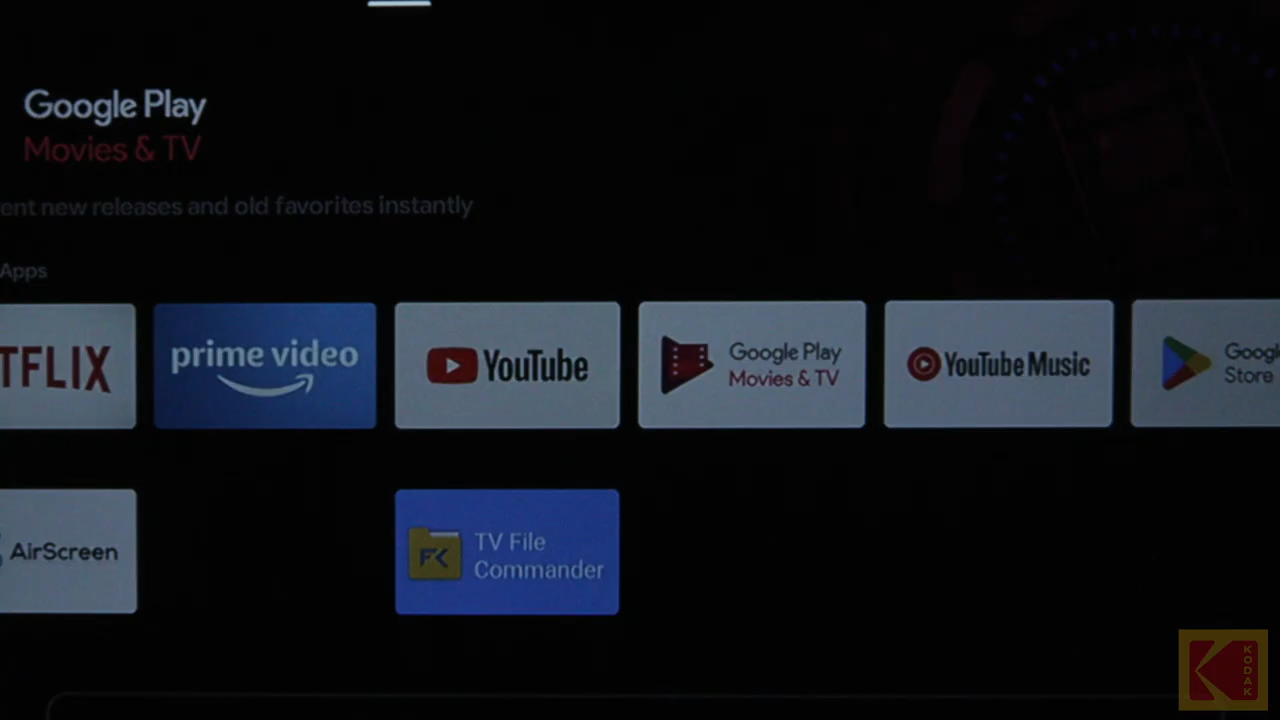 Google Play
Movies & TV
ent new releases and old favorites instantly
Apps
TFLIX
prime video
YouTube
Google Play
Movies & TV
YouTube Music
Googl
Store
AirScreen
TV File
Commander
KODAK